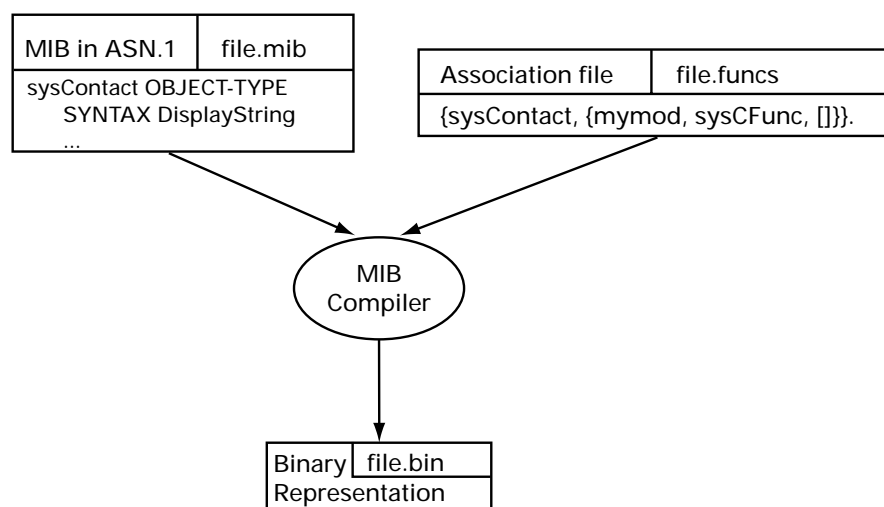 MIB in ASN.1 file.mib
sysContact OBJECT-TYPE
SYNTAX DisplayString
...
Association file file.funcs
{sysContact, {mymod, sysCFunc, []}}.
MIB
Compiler
Binary file.bin
Representation